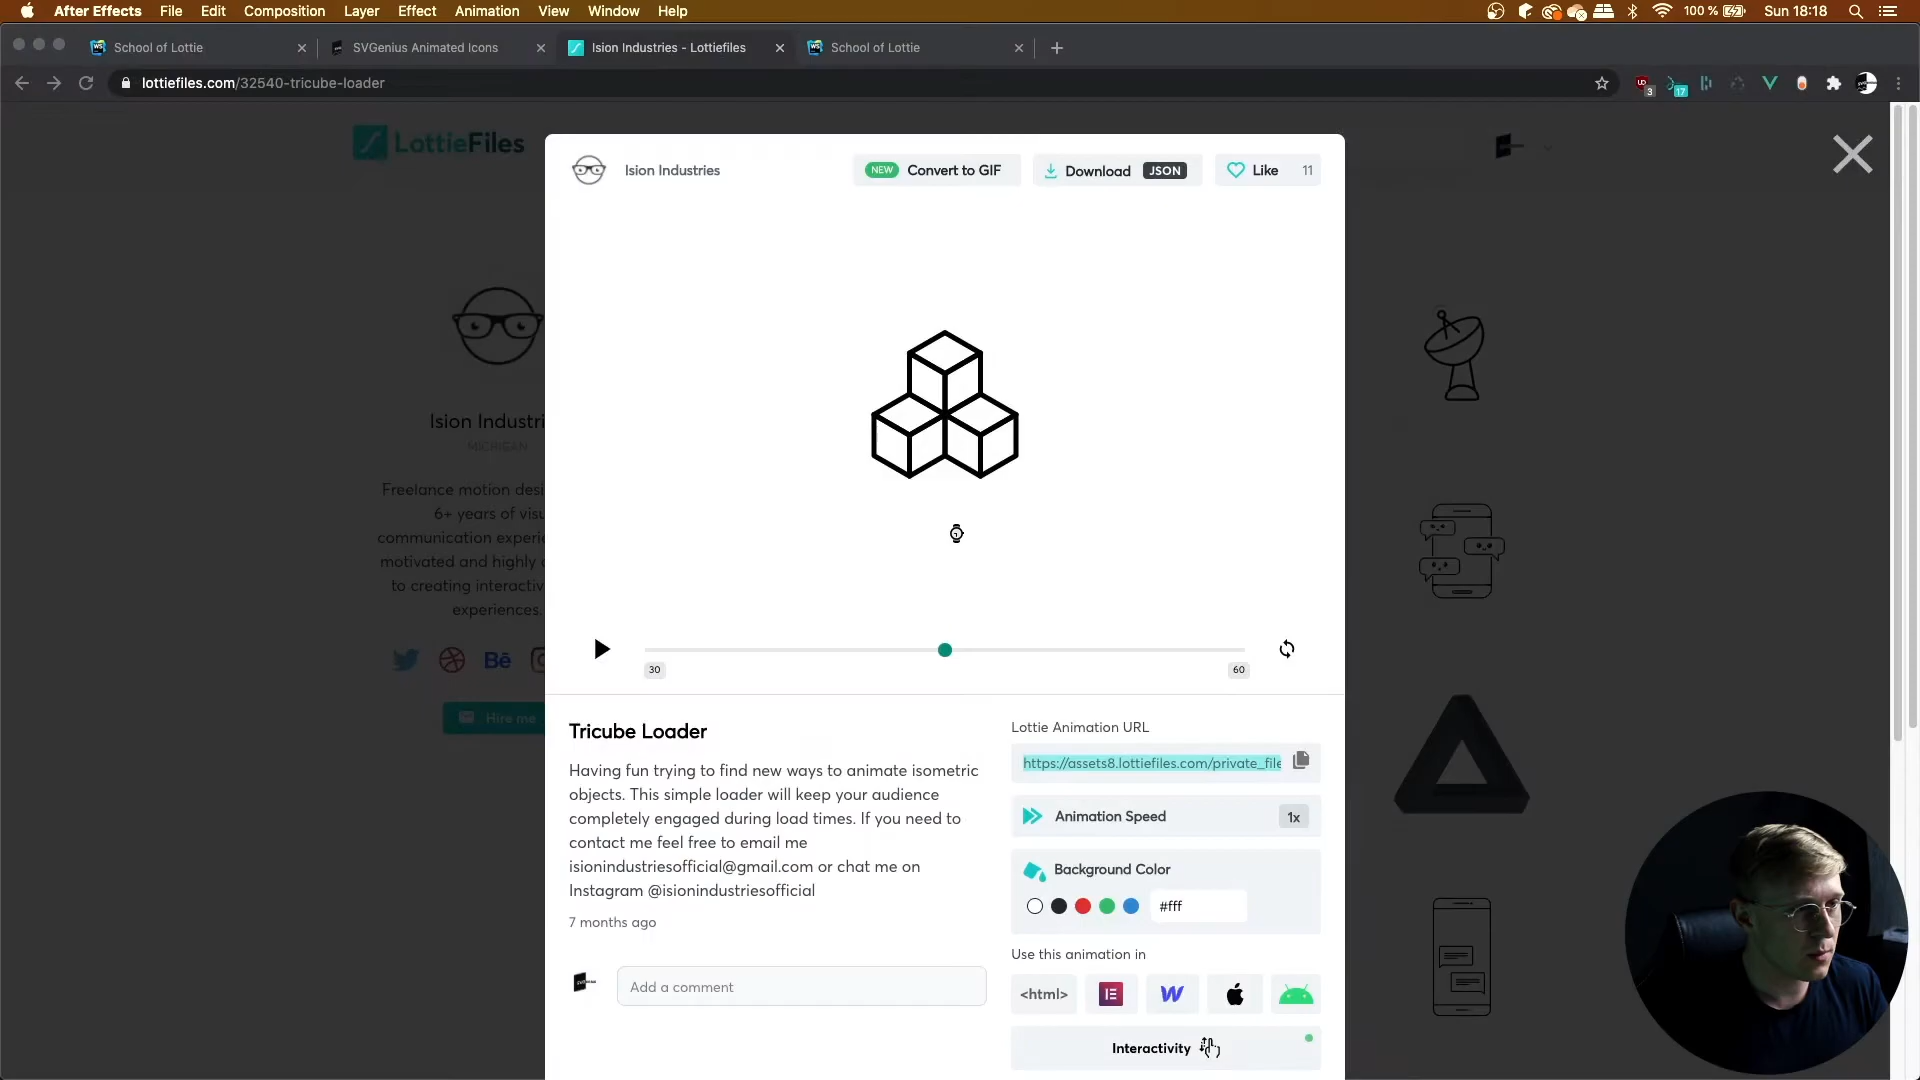 After Effects File Edit Composition Layer Effect Animation View Window Help 100 % Sun 18:18
School of Lottie SVGenius Animated Icons Ision Industries - Lottiefiles School of Lottie
lottiefiles.com/32540-tricube-loader 3 17
LottieFiles
Ision Industries NEW Convert to GIF Download JSON Like 11
30 60
Ision Industri
MICHIGAN
Freelance motion desi
6+ years of visu
communication experie
motivated and highly
to creating interactiv
experiences.
Bē
Hire me
Tricube Loader
Having fun trying to find new ways to animate isometric
objects. This simple loader will keep your audience
completely engaged during load times. If you need to
contact me feel free to email me
isionindustriesofficial@gmail.com or chat me on
Instagram @isionindustriesofficial
7 months ago
Add a comment
Lottie Animation URL
https://assets8.lottiefiles.com/private_file
Animation Speed 1x
Background Color
#fff
Use this animation in
<html>
Interactivity